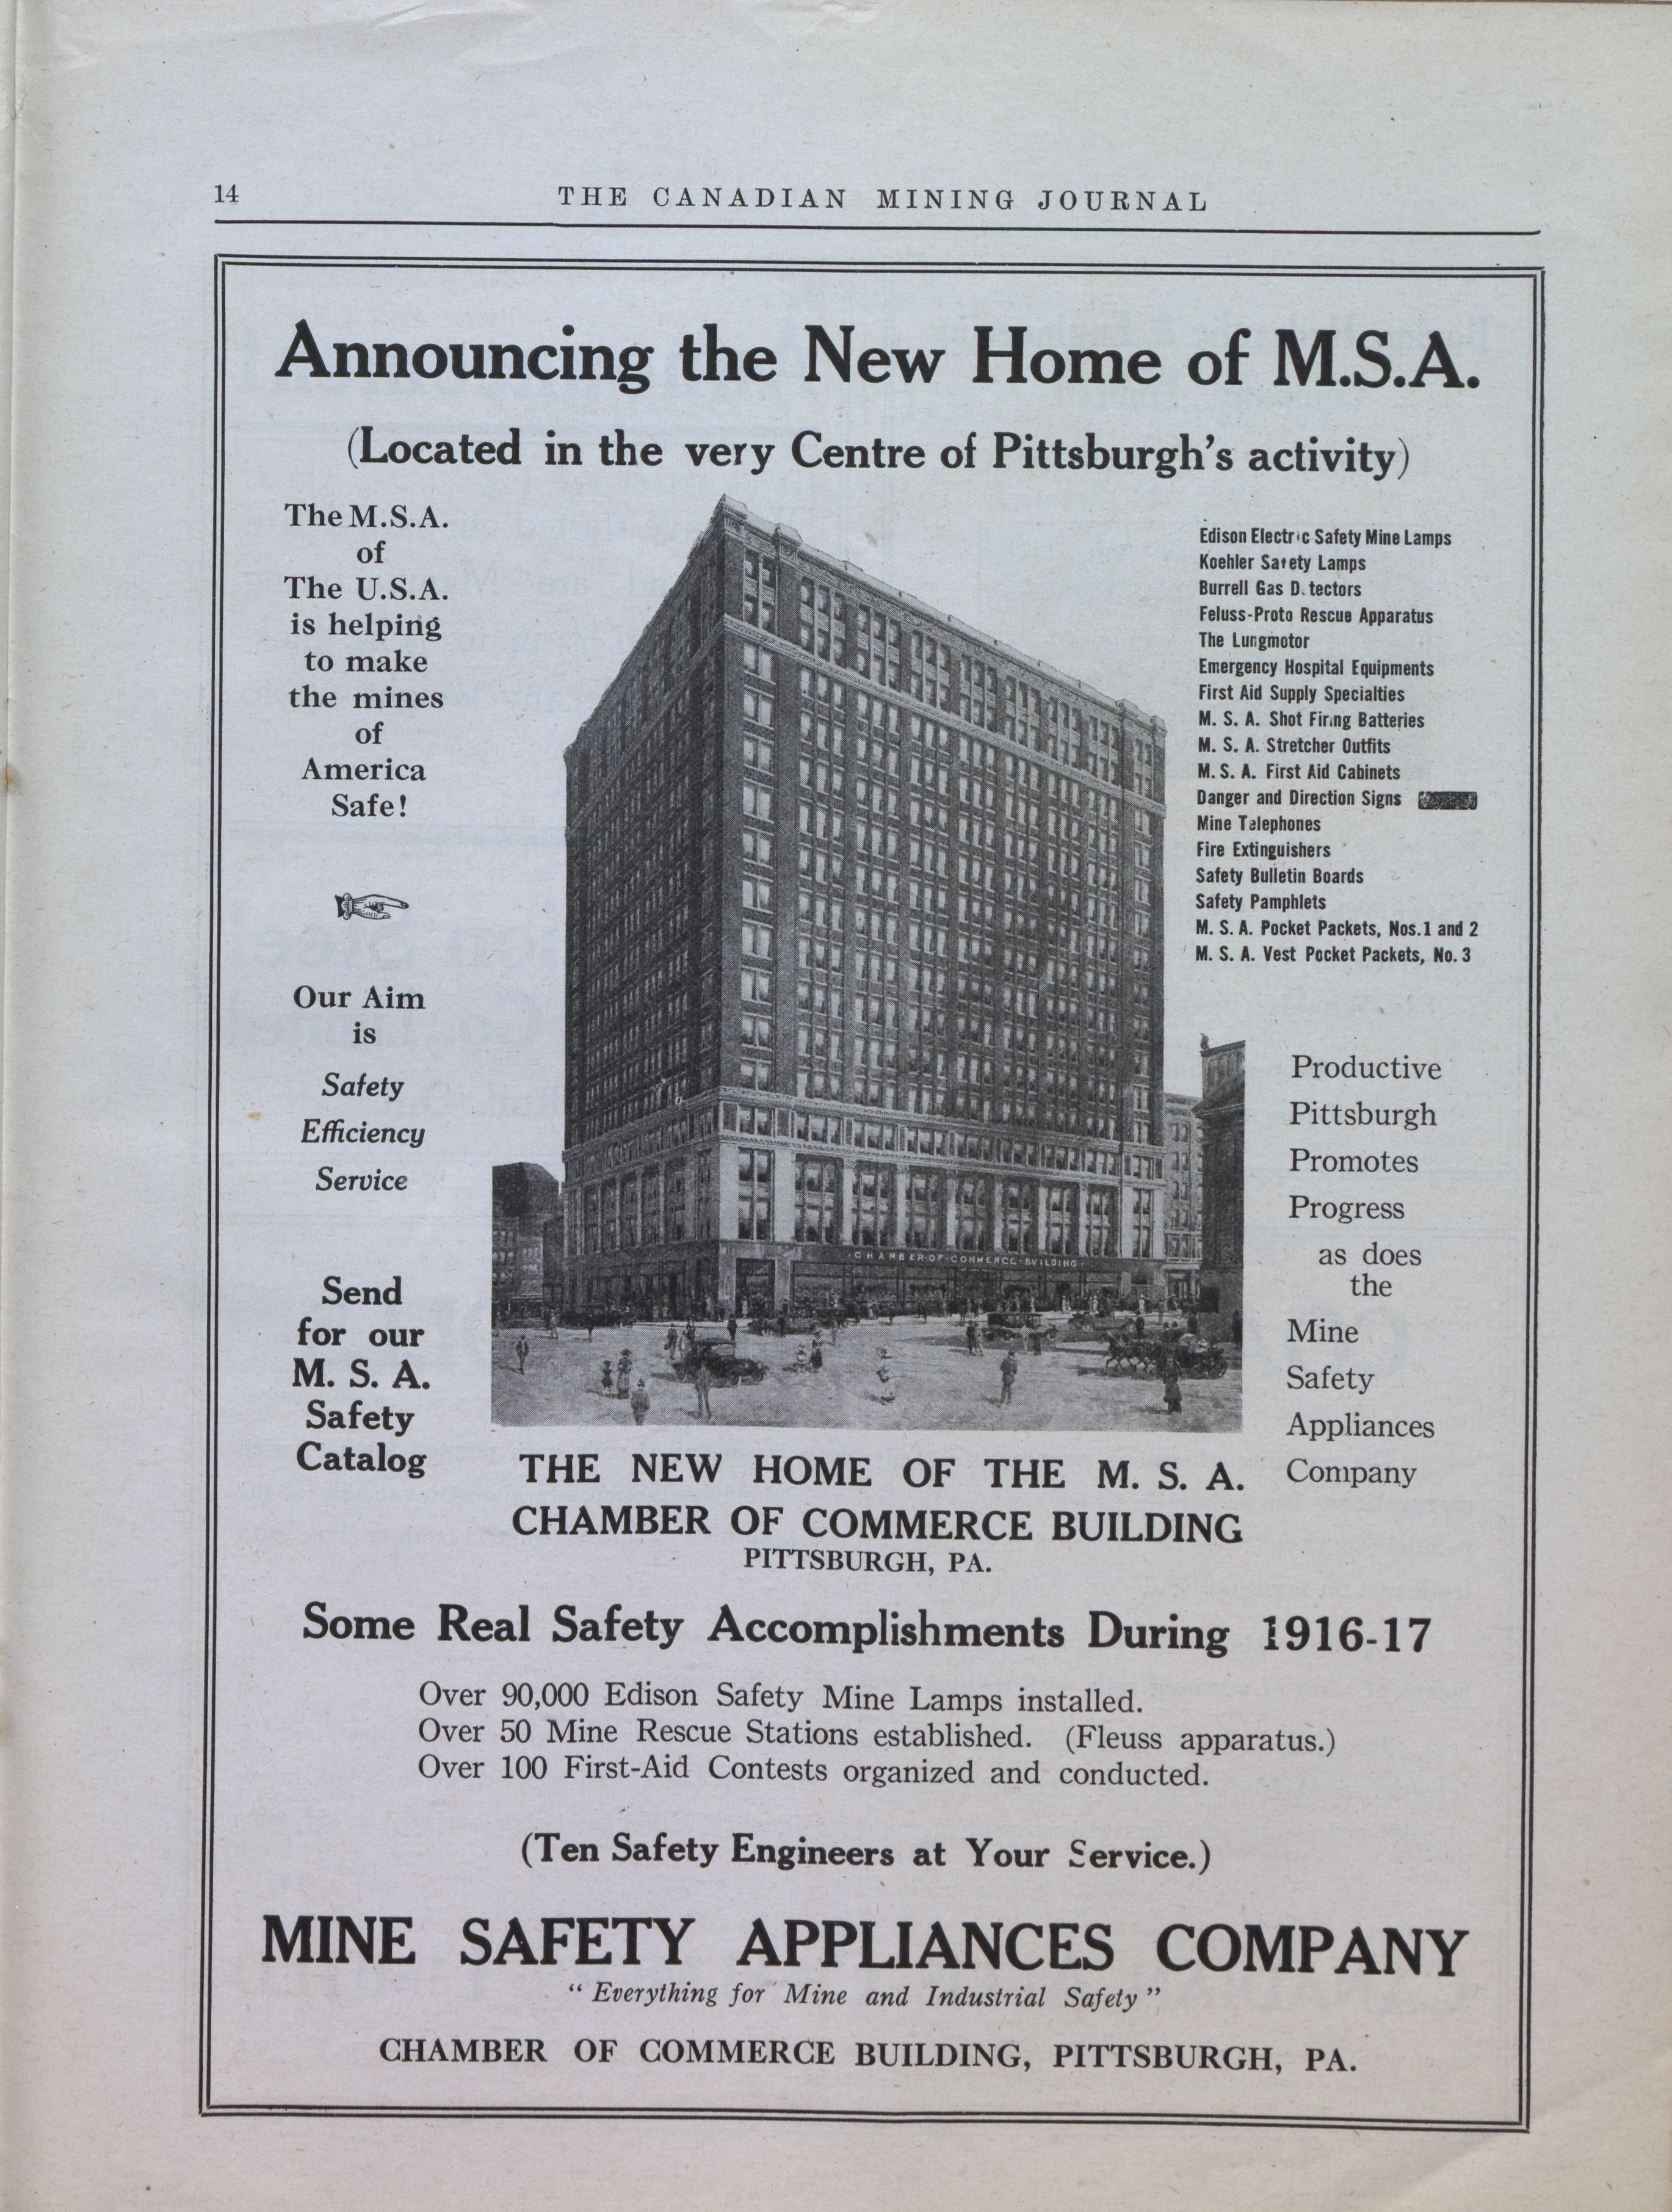 14
THE CANADIAN MINING JOURNAL
Announcing the New Home of M.S.A.
(Located in the very Centre of Pittsburgh's activity)
The M.S.A.
of
The U.S.A.
is helping
to make
the mines
of
America
Safe!
Our Aim
is
Safety
Efficiency
Service
Send
for our
M. S. A.
Safety
Catalog
Edison Electric Safety Mine Lamps
Koehler Safety Lamps
Burrell Gas D.tectors
Feluss-Proto Rescue Apparatus
The Lungmotor
Emergency Hospital Equipments
First Aid Supply Specialties
M. S. A. Shot Firing Batteries
M. S. A. Stretcher Outfits
M. S. A. First Aid Cabinets
Danger and Direction Signs
Mine Telephones
Fire Extinguishers
Safety Bulletin Boards
Safety Pamphlets
M. S. A. Pocket Packets, Nos. 1 and 2
M. S. A. Vest Pocket Packets, No. 3
Productive
Pittsburgh
Promotes
Progress
as does
the
Mine
Safety
Appliances
Company
·CHAMBER·OF·COMMERCE·BVILDING·
THE NEW HOME OF THE M. S. A.
CHAMBER OF COMMERCE BUILDING
PITTSBURGH, PA.
Some Real Safety Accomplishments During 1916-17
Over 90,000 Edison Safety Mine Lamps installed.
Over 50 Mine Rescue Stations established. (Fleuss apparatus.)
Over 100 First-Aid Contests organized and conducted.
(Ten Safety Engineers at Your Service.)
MINE SAFETY APPLIANCES COMPANY
"Everything for Mine and Industrial Safety"
CHAMBER OF COMMERCE BUILDING, PITTSBURGH, PA.